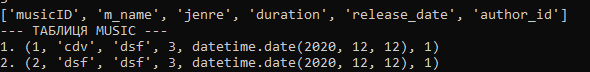 ['musicID', 'm_name', 'jenre', 'duration', 'release_date', 'author_id']
--- ТАБЛИЦЯ MUSIC ---
1. (1, 'cdv', 'dsf', 3, datetime.date(2020, 12, 12), 1)
2. (2, 'dsf', 'dsf', 3, datetime.date(2020, 12, 12), 1)